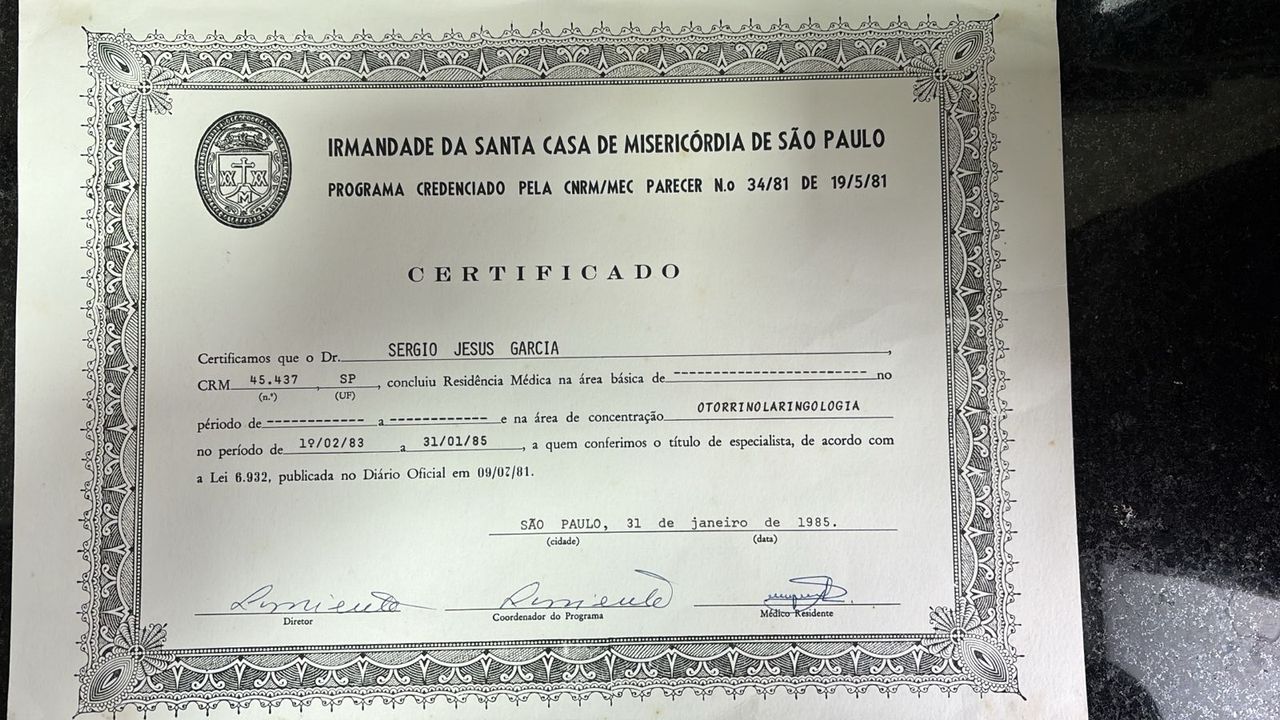 IRMANDADE DA SANTA CASA DE MISERICÓRDIA DE SÃO PAULO
PROGRAMA CREDENCIADO PELA CNRM/MEC PARECER N.o 34/81 DE 19/5/81
CERTIFICADO
Certificamos que o Dr. SERGIO JESUS GARCIA,
CRM 45.437, SP, concluiu Residência Médica na área básica de ------------------------ no
(n.º) (UF)
période de ------------ a ------------ e na área de concentração OTORRINOLARINGOLOGIA
no período de 19/02/83 a 31/01/85, a quem conferimos o título de especialista, de acordo com
a Lei 6.932, publicada no Diário Oficial em 09/07/81.
SÃO PAULO, 31 de janeiro de 1985.
(cidade) (data)
Diretor Coordenador do Programa Médico Residente